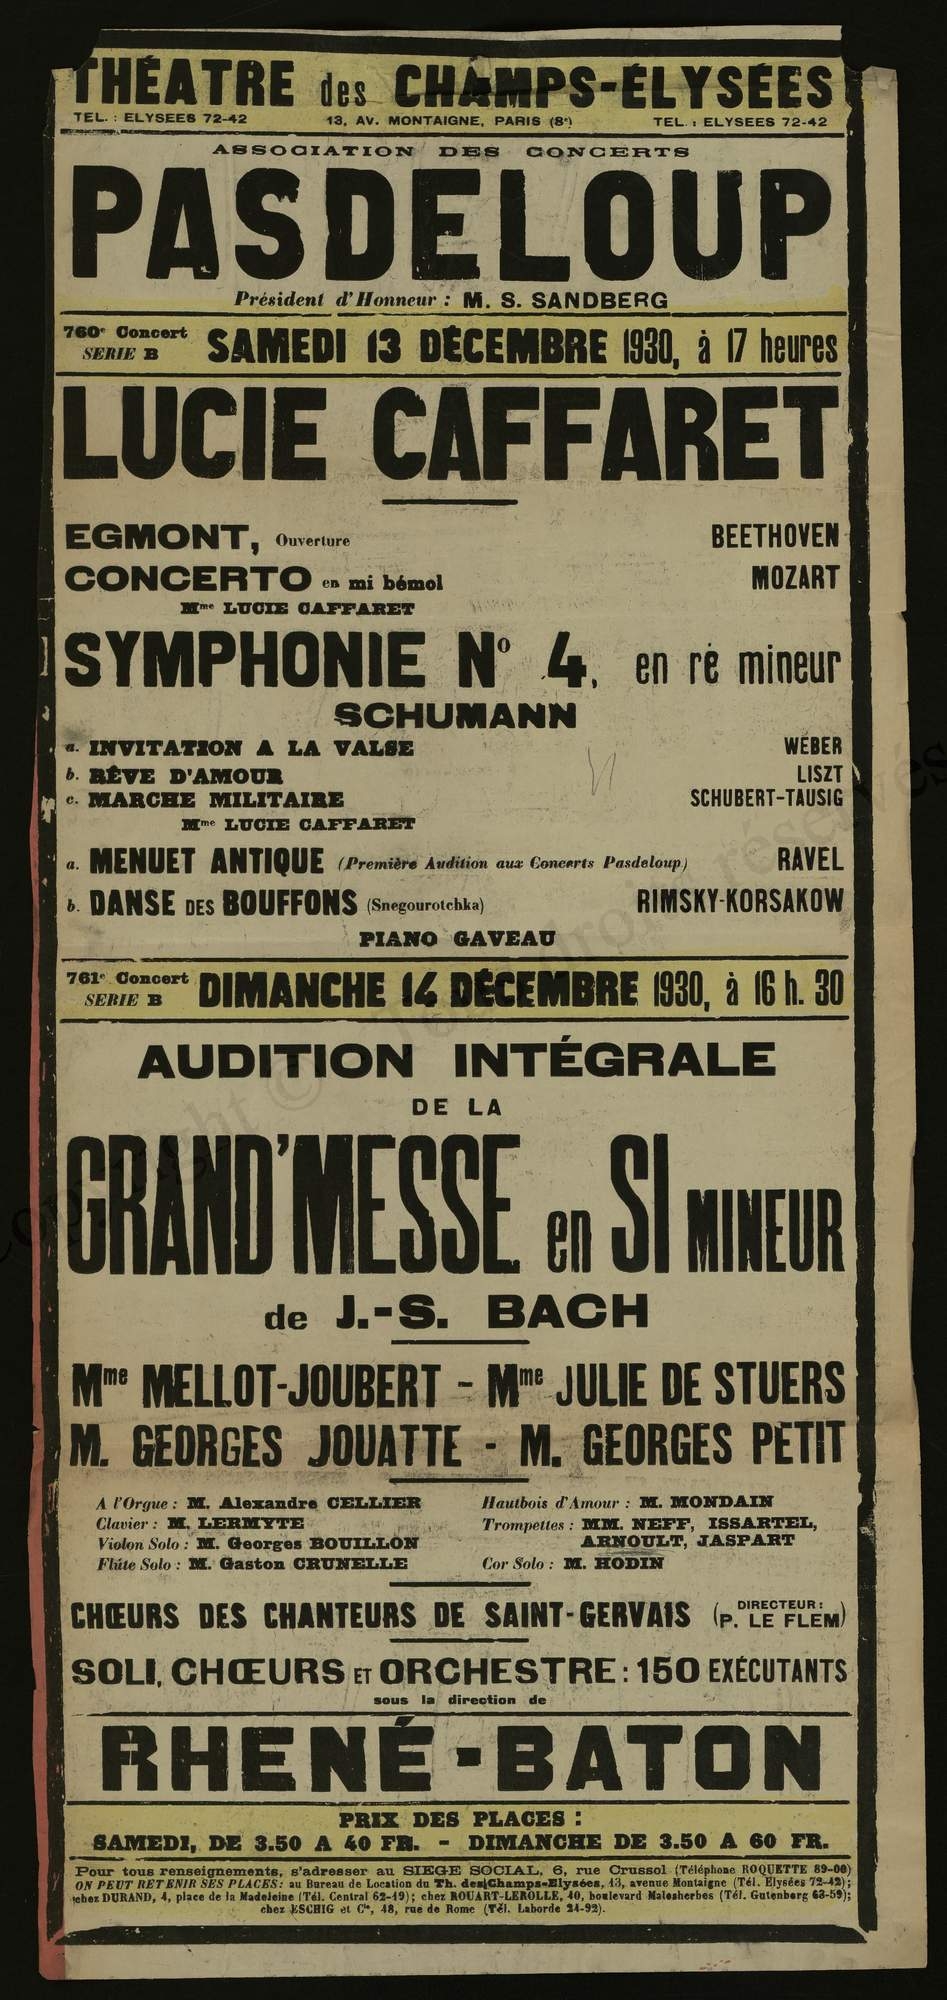 THÉATRE des CHAMPS-ÉLYSÉES
TEL. : ELYSEES 72-42 13, AV. MONTAIGNE, PARIS (8e) TEL. : ELYSEES 72-42
ASSOCIATION DES CONCERTS
PASDELOUP
Président d'Honneur : M. S. SANDBERG
760e Concert
SERIE B
SAMEDI 13 DÉCEMBRE 1930, à 17 heures
LUCIE CAFFARET
EGMONT, Ouverture BEETHOVEN
CONCERTO en mi bémol MOZART
Mme LUCIE CAFFARET
SYMPHONIE No 4, en ré mineur
SCHUMANN
a. INVITATION A LA VALSE WEBER
b. RÊVE D'AMOUR LISZT
c. MARCHE MILITAIRE SCHUBERT-TAUSIG
Mme LUCIE CAFFARET
a. MENUET ANTIQUE (Première Audition aux Concerts Pasdeloup) RAVEL
b. DANSE DES BOUFFONS (Snegourotchka) RIMSKY-KORSAKOW
PIANO GAVEAU
761e Concert
SERIE B
DIMANCHE 14 DÉCEMBRE 1930, à 16 h. 30
AUDITION INTÉGRALE
DE LA
GRAND'MESSE en SI MINEUR
de J.-S. BACH
Mme MELLOT-JOUBERT - Mme JULIE DE STUERS
M. GEORGES JOUATTE - M. GEORGES PETIT
A l'Orgue : M. Alexandre CELLIER
Clavier : M. LERMYTE
Violon Solo : M. Georges BOUILLON
Flûte Solo : M. Gaston CRUNELLE
Hautbois d'Amour : M. MONDAIN
Trompettes : MM. NEFF, ISSARTEL,
ARNOULT, JASPART
Cor Solo : M. HODIN
CHŒURS DES CHANTEURS DE SAINT-GERVAIS (DIRECTEUR : P. LE FLEM)
SOLI, CHŒURS ET ORCHESTRE : 150 EXÉCUTANTS
sous la direction de
RHENÉ-BATON
PRIX DES PLACES :
SAMEDI, DE 3.50 A 40 FR. - DIMANCHE DE 3.50 A 60 FR.
Pour tous renseignements, s'adresser au SIEGE SOCIAL, 6, rue Crussol (Téléphone ROQUETTE 89-00)
ON PEUT RETENIR SES PLACES : au Bureau de Location du Th. des Champs-Elysées, 13, avenue Montaigne (Tél. Elysées 72-42);
chez DURAND, 4, place de la Madeleine (Tél. Central 62-19); chez ROUART-LEROLLE, 40, boulevard Malesherbes (Tél. Gutenberg 63-59);
chez ESCHIG et Cie, 48, rue de Rome (Tél. Laborde 24-92).
Copyright © - Tous droits réservés